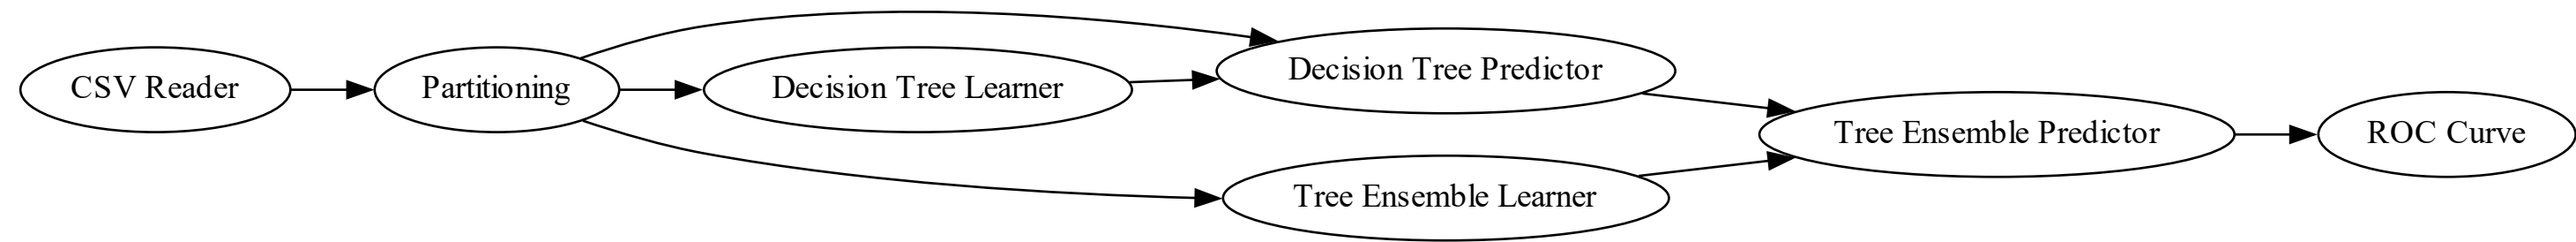 CSV Reader
Partitioning
Decision Tree Learner
Decision Tree Predictor
Tree Ensemble Learner
Tree Ensemble Predictor
ROC Curve